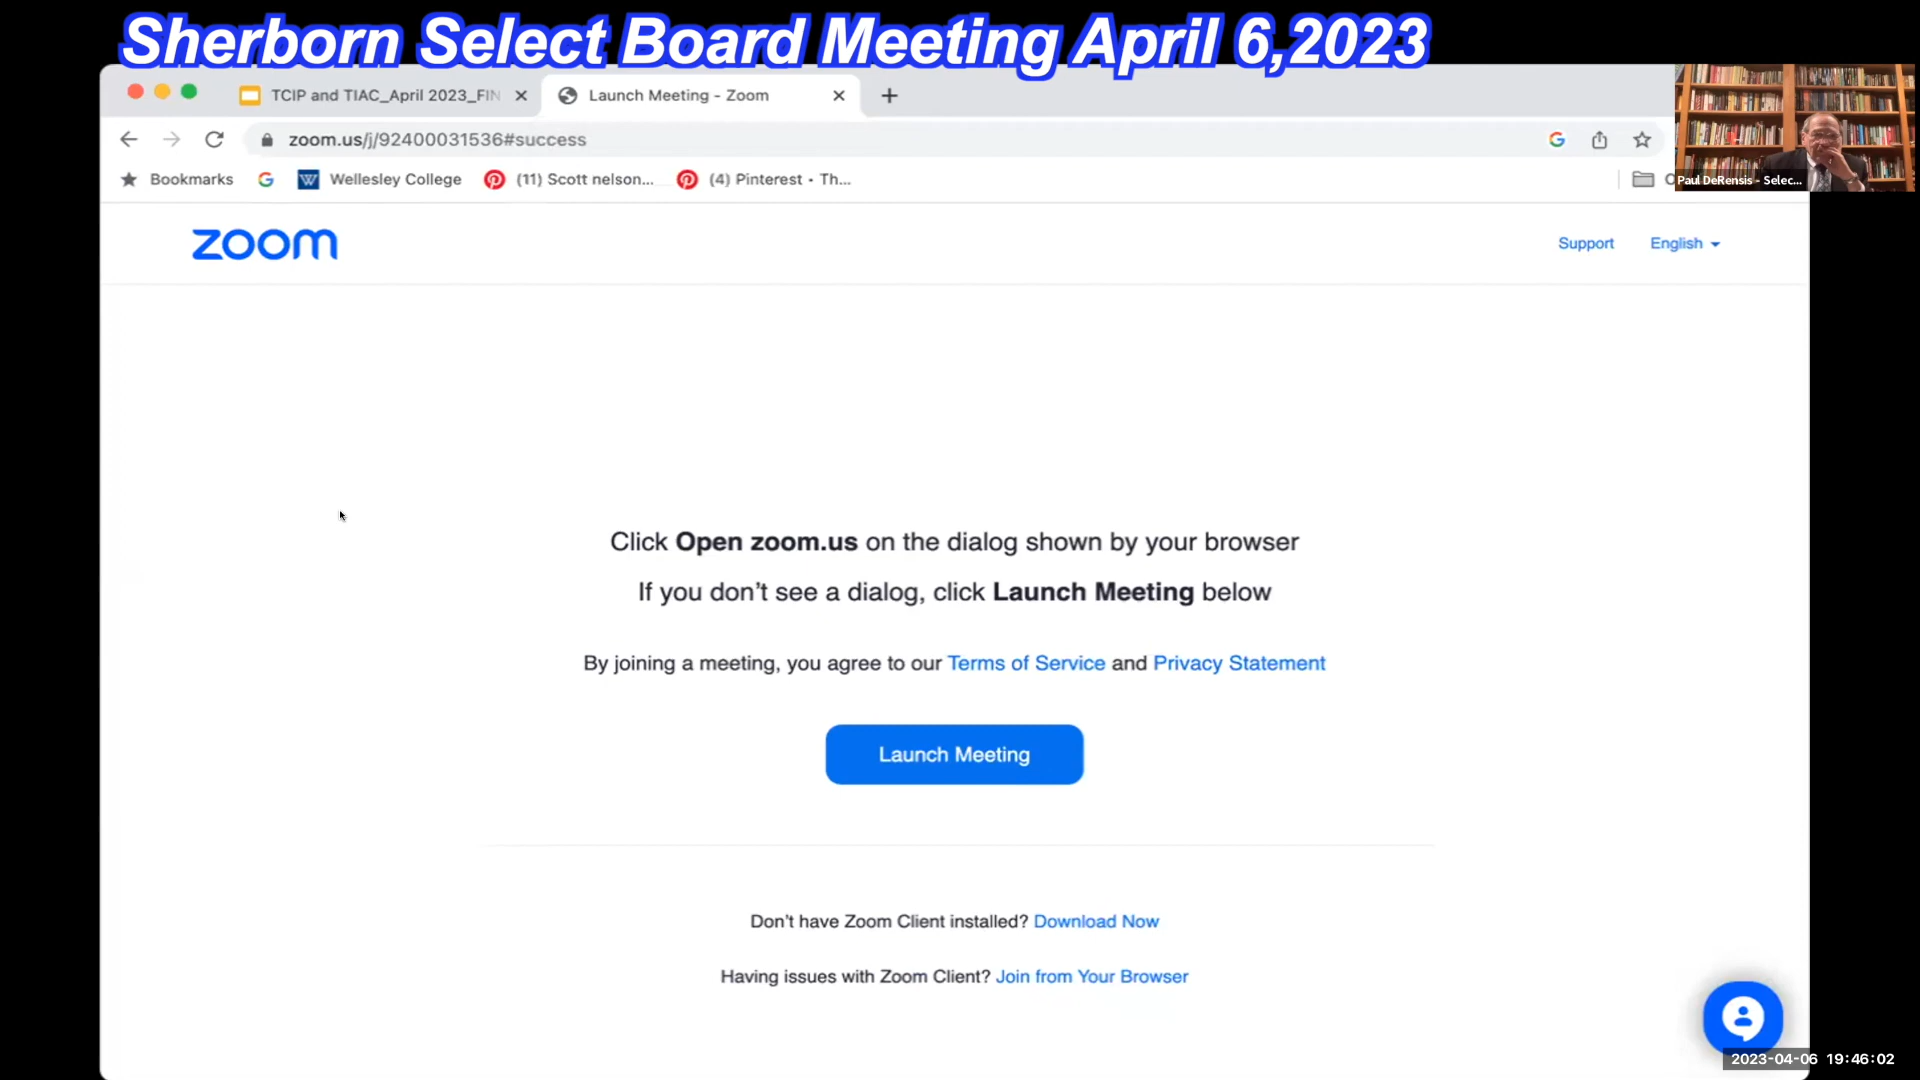 Sherborn Select Board Meeting April 6,2023
TCIP and TIAC_April 2023_FIN
Launch Meeting - Zoom
zoom.us/j/92400031536#success
Bookmarks
Wellesley College
(11) Scott nelson...
(4) Pinterest • Th...
Paul DeRensis - Selec...
zoom
Support
English
Click Open zoom.us on the dialog shown by your browser
If you don’t see a dialog, click Launch Meeting below
By joining a meeting, you agree to our Terms of Service and Privacy Statement
Launch Meeting
Don’t have Zoom Client installed? Download Now
Having issues with Zoom Client? Join from Your Browser
2023-04-06 19:46:02